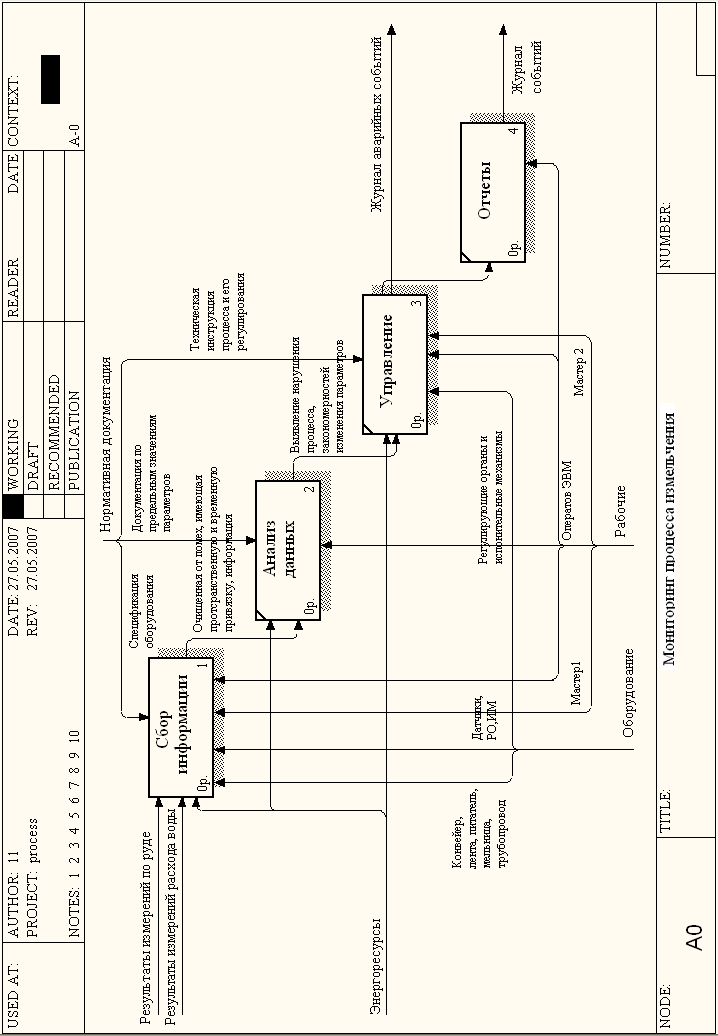 USED AT:
AUTHOR: 11
DATE: 27.05.2007
WORKING
READER
DATE
CONTEXT:
PROJECT: process
REV: 27.05.2007
DRAFT
RECOMMENDED
NOTES: 1 2 3 4 5 6 7 8 9 10
PUBLICATION
A-0
Нормативная документация
Спецификация
оборудования
Документация по
предельным значениям
параметров
Техническая
инструкция
процесса и его
регулирования
Результаты измерений по руде
Результаты измерений расхода воды
Сбор
информации
0р.
1
Очищенная от помех, имеющая
протсранственную и временную
привязку, информация
Анализ
данных
0р.
2
Выявление нарушения
процесса,
закономерностей
изменения параметров
Управление
0р.
3
Журнал аварийных событий
Отчеты
0р.
4
Журнал
событий
Энергоресурсы
Конвейер,
лента, питатель,
мельница,
трубопровод
Датчики,
РО,ИМ
Регулирующие органы и
испонительные механизмы
Мастер1
Операторов ЭВМ
Мастер 2
Оборудование
Рабочие
NODE:
A0
TITLE:
Мониторинг процесса измельчения
NUMBER: